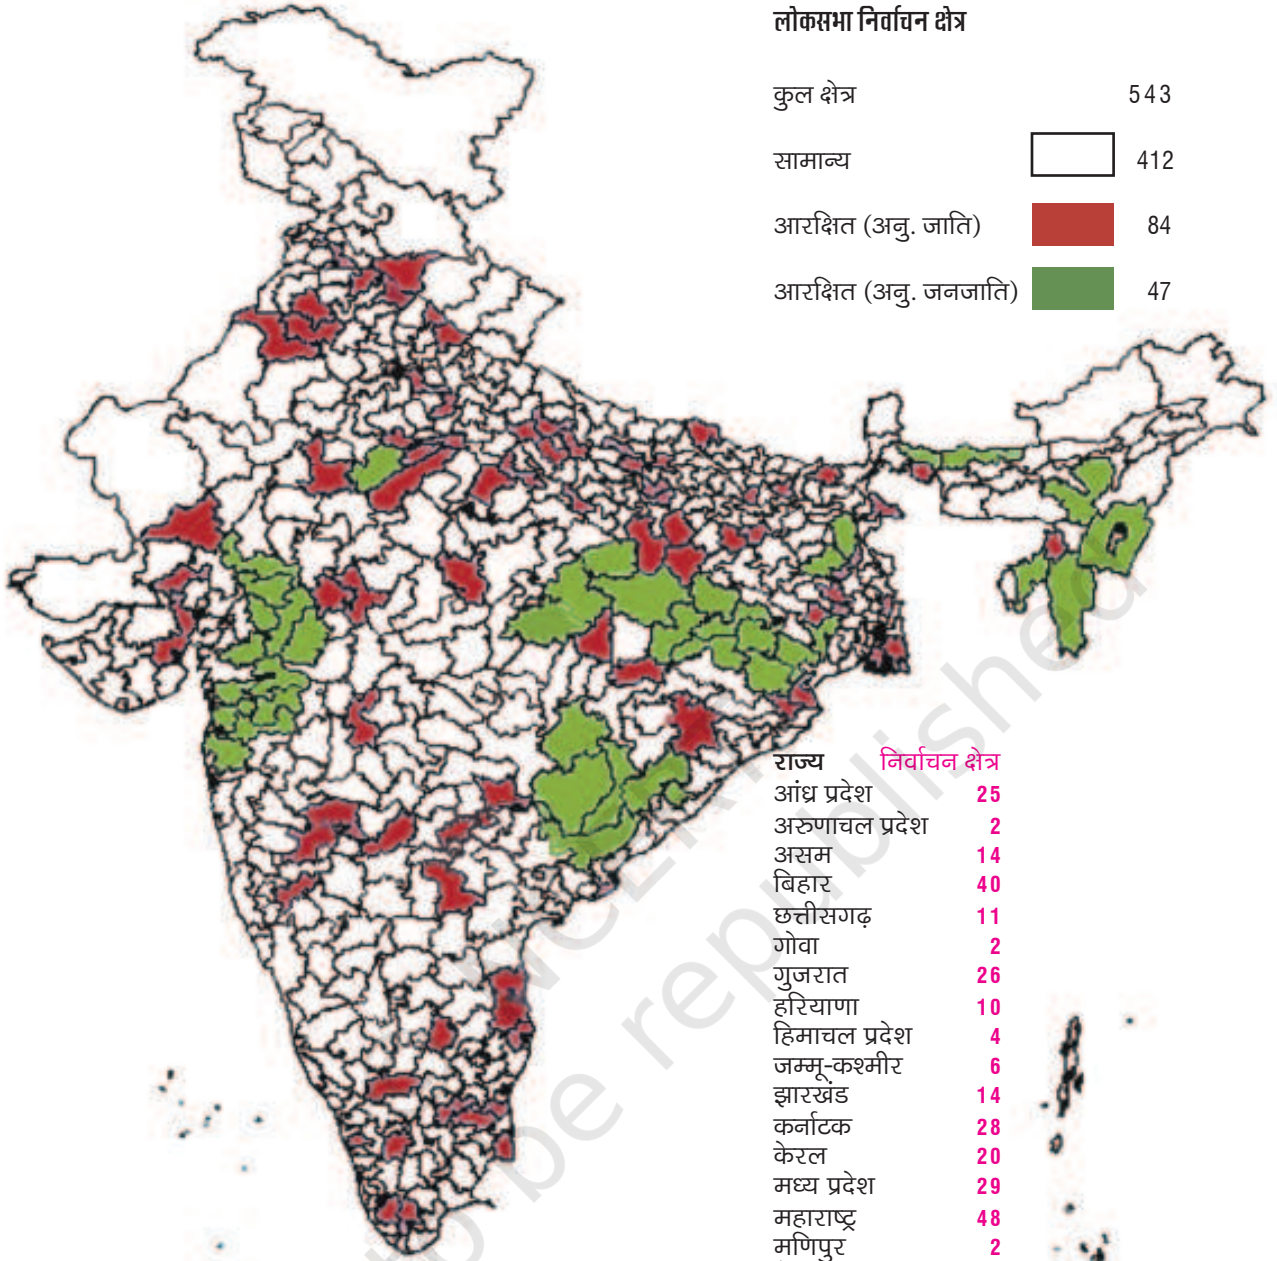 लोकसभा निर्वाचन क्षेत्र
कुल क्षेत्र 543
सामान्य 412
आरक्षित (अनु. जाति) 84
आरक्षित (अनु. जनजाति) 47
राज्य निर्वाचन क्षेत्र
आंध्र प्रदेश 25
अरुणाचल प्रदेश 2
असम 14
बिहार 40
छत्तीसगढ़ 11
गोवा 2
गुजरात 26
हरियाणा 10
हिमाचल प्रदेश 4
जम्मू-कश्मीर 6
झारखंड 14
कर्नाटक 28
केरल 20
मध्य प्रदेश 29
महाराष्ट्र 48
मणिपुर 2
be republished